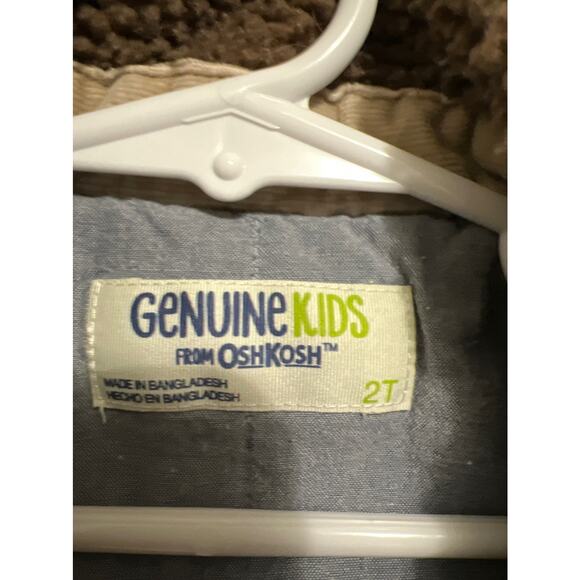 GENUINE KIDS
FROM OSHKOSH™
MADE IN BANGLADESH
HECHO EN BANGLADESH
2T